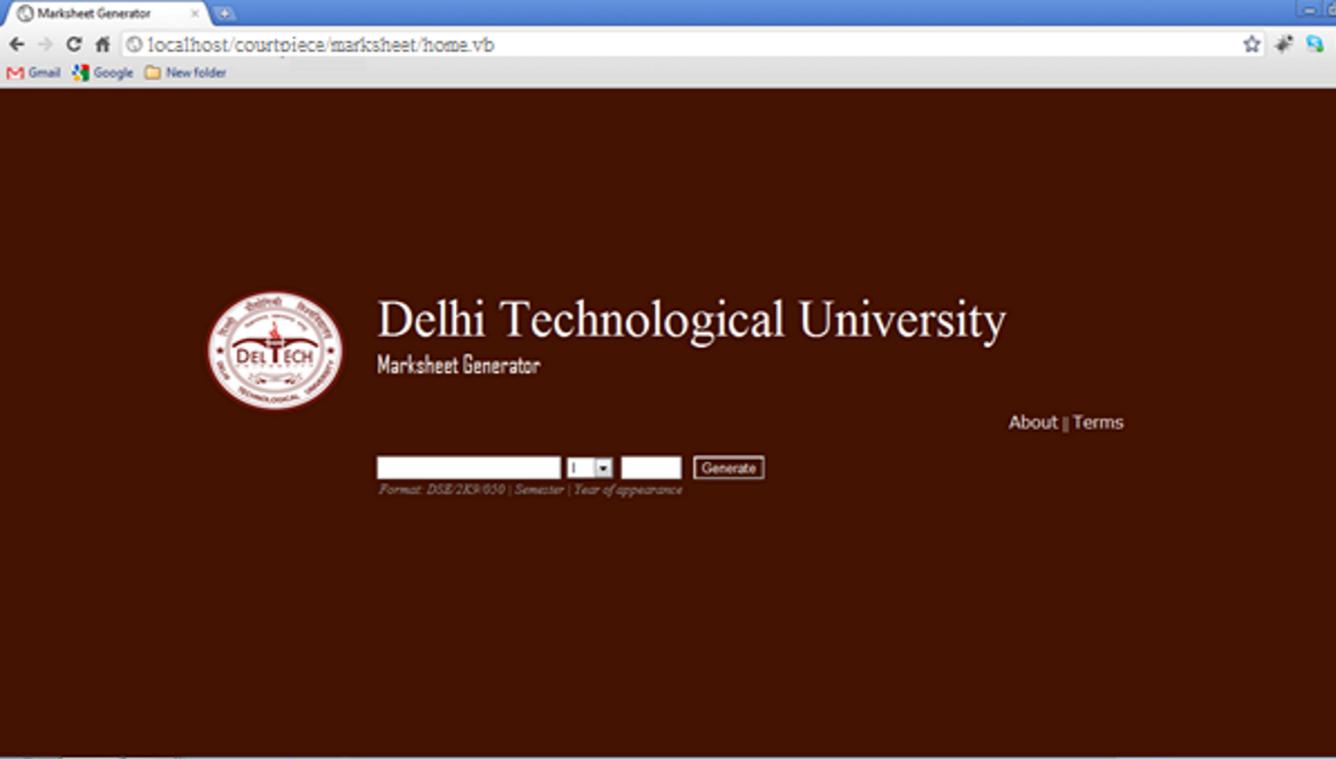 Marksheet Generator
localhost/courtpiece/marksheet/home.vb
Gmail Google New folder
Delhi Technological University
DELTECH
DELHI TECHNOLOGICAL UNIVERSITY
Marksheet Generator
About || Terms
I Generate
Format: DSE/2K9/050 | Semester | Year of appearance